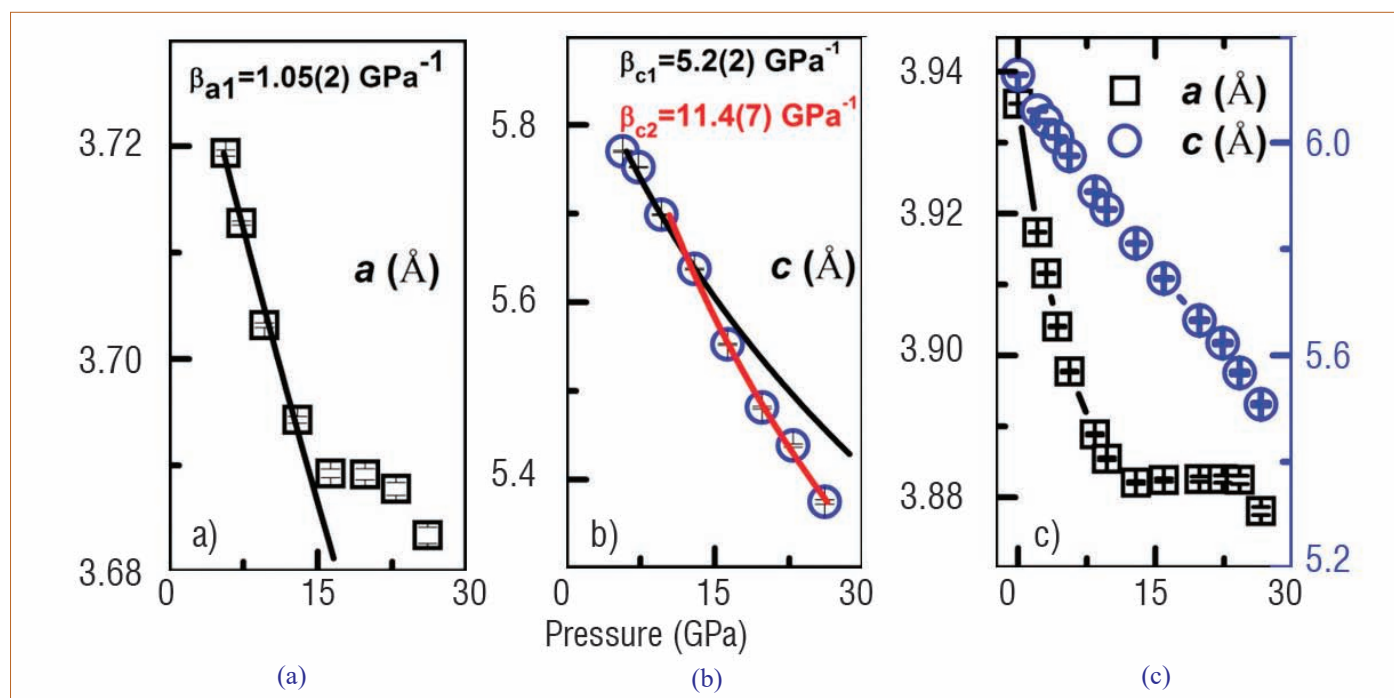 β_a1=1.05(2) GPa⁻¹
3.72
3.70
3.68
a (Å)
a)
0
15
30
β_c1=5.2(2) GPa⁻¹
β_c2=11.4(7) GPa⁻¹
5.8
5.6
5.4
c (Å)
b)
0
15
30
Pressure (GPa)
3.94
3.92
3.90
3.88
a (Å)
c (Å)
6.0
5.6
5.2
c)
0
15
30
(a)
(b)
(c)